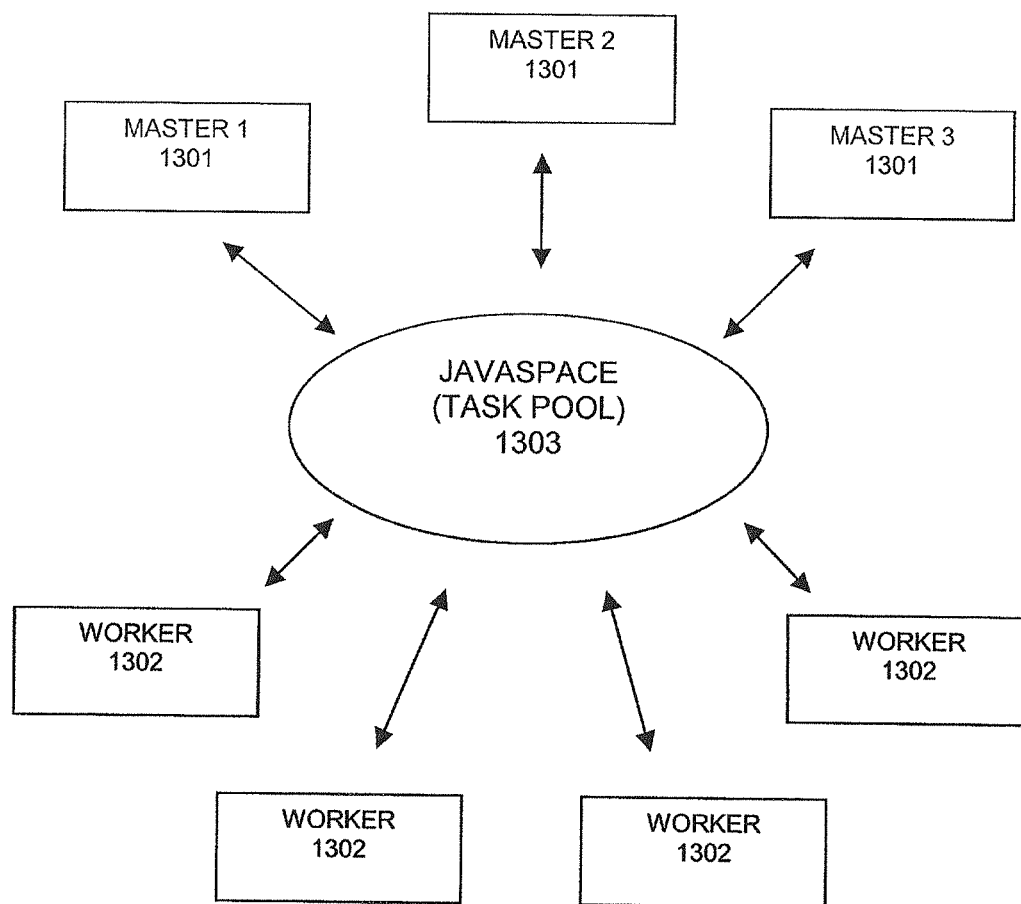 MASTER 2
1301
MASTER 1
1301
MASTER 3
1301
JAVASPACE
(TASK POOL)
1303
WORKER
1302
WORKER
1302
WORKER
1302
WORKER
1302